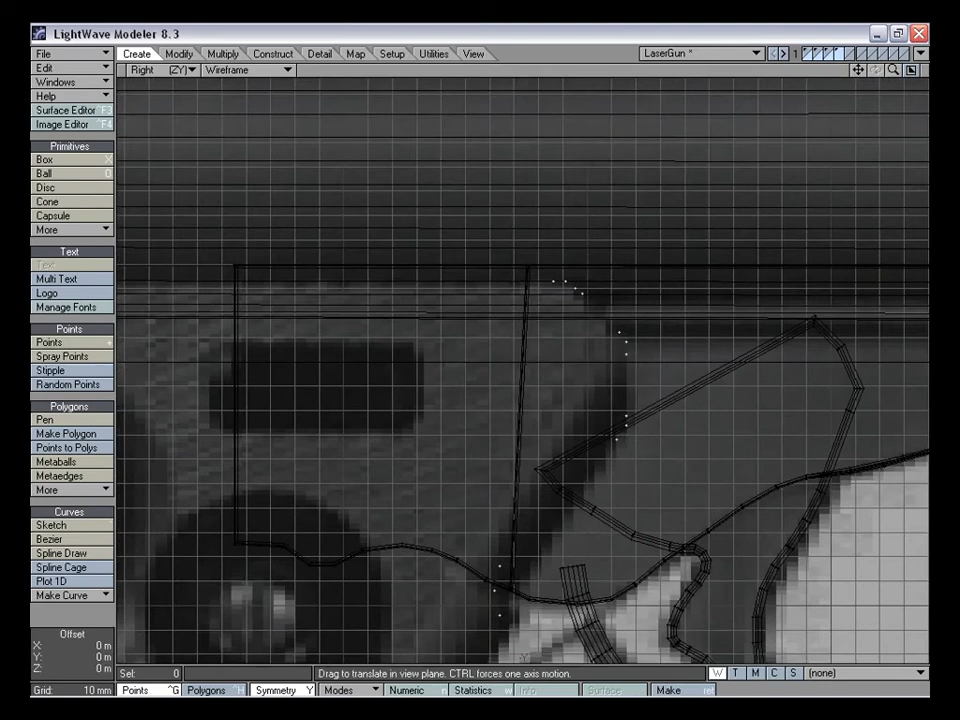 LightWave Modeler 8.3
File
Edit
Windows
Help
Surface Editor ^F3
Image Editor ^F4
Create Modify Multiply Construct Detail Map Setup Utilities View LaserGun * 1
Right (ZY) Wireframe
Primitives
Box X
Ball O
Disc
Cone
Capsule
More
Text
Text
Multi Text
Logo
Manage Fonts
Points
Points +
Spray Points
Stipple
Random Points
Polygons
Pen
Make Polygon
Points to Polys
Metaballs
Metaedges
More
Curves
Sketch
Bezier
Spline Draw
Spline Cage
Plot 1D
Make Curve
Offset
X: 0 m
Y: 0 m
Z: 0 m
Sel: 0 Drag to translate in view plane. CTRL forces one axis motion. W T M C S (none)
Grid: 10 mm Points ^G Polygons ^H Symmetry Y Modes Numeric n Statistics w Info i Surface Make ret